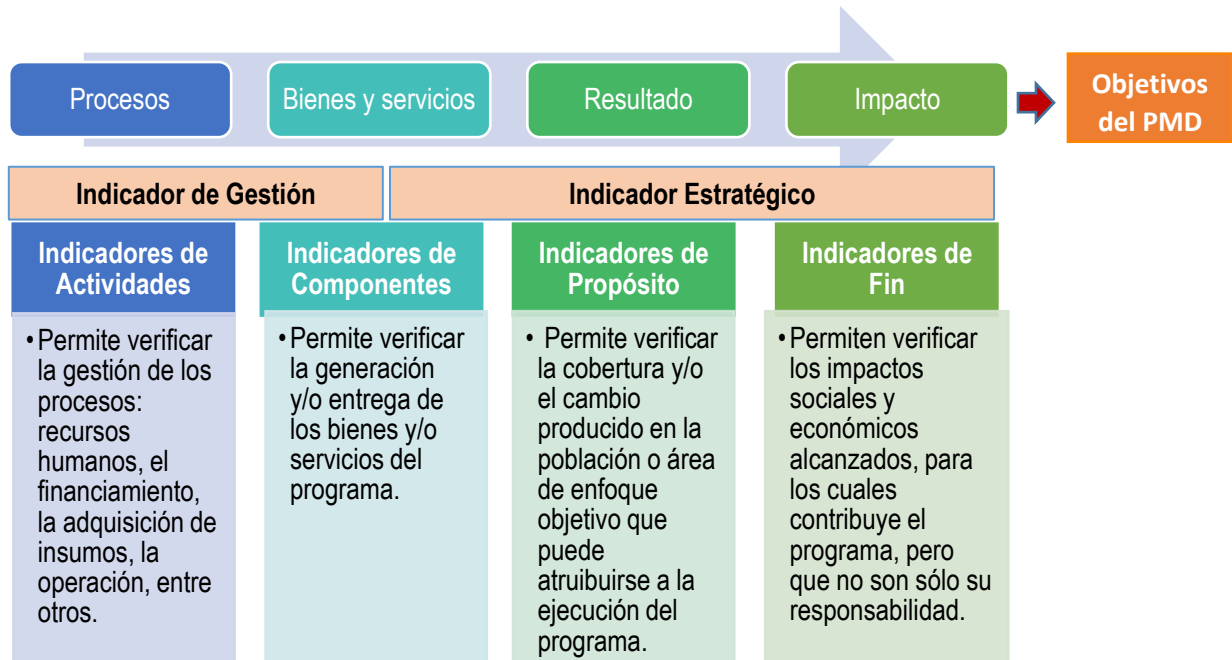 Procesos
Bienes y servicios
Resultado
Impacto
Objetivos
del PMD
Indicador de Gestión
Indicador Estratégico
Indicadores de
Actividades
•Permite verificar
la gestión de los
procesos:
recursos
humanos, el
financiamiento,
la adquisición de
insumos, la
operación, entre
otros.
Indicadores de
Componentes
•Permite verificar
la generación
y/o entrega de
los bienes y/o
servicios del
programa.
Indicadores de
Propósito
• Permite verificar
la cobertura y/o
el cambio
producido en la
población o área
de enfoque
objetivo que
puede
atruibuirse a la
ejecución del
programa.
Indicadores de
Fin
•Permiten verificar
los impactos
sociales y
económicos
alcanzados, para
los cuales
contribuye el
programa, pero
que no son sólo su
responsabilidad.